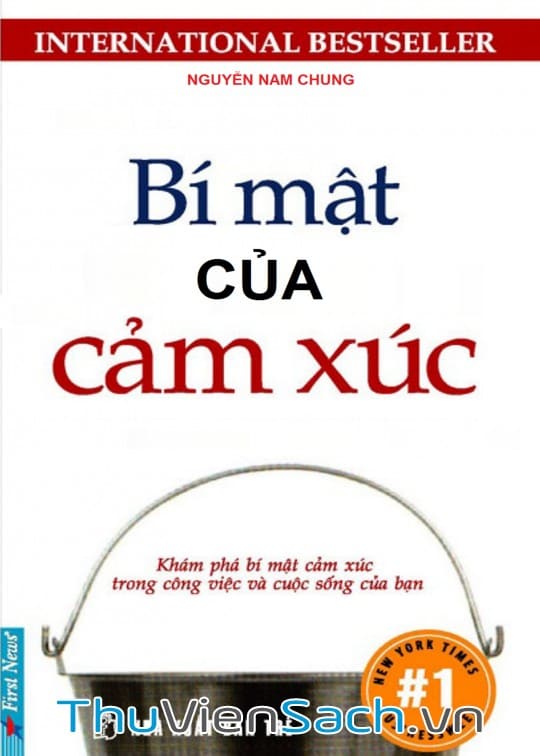 INTERNATIONAL BESTSELLER
NGUYỄN NAM CHUNG
Bí mật
CỦA
cảm xúc
Khám phá bí mật cảm xúc
trong công việc và cuộc sống của bạn
First News
NEW YORK TIMES
#1
ThuVienSach.vn